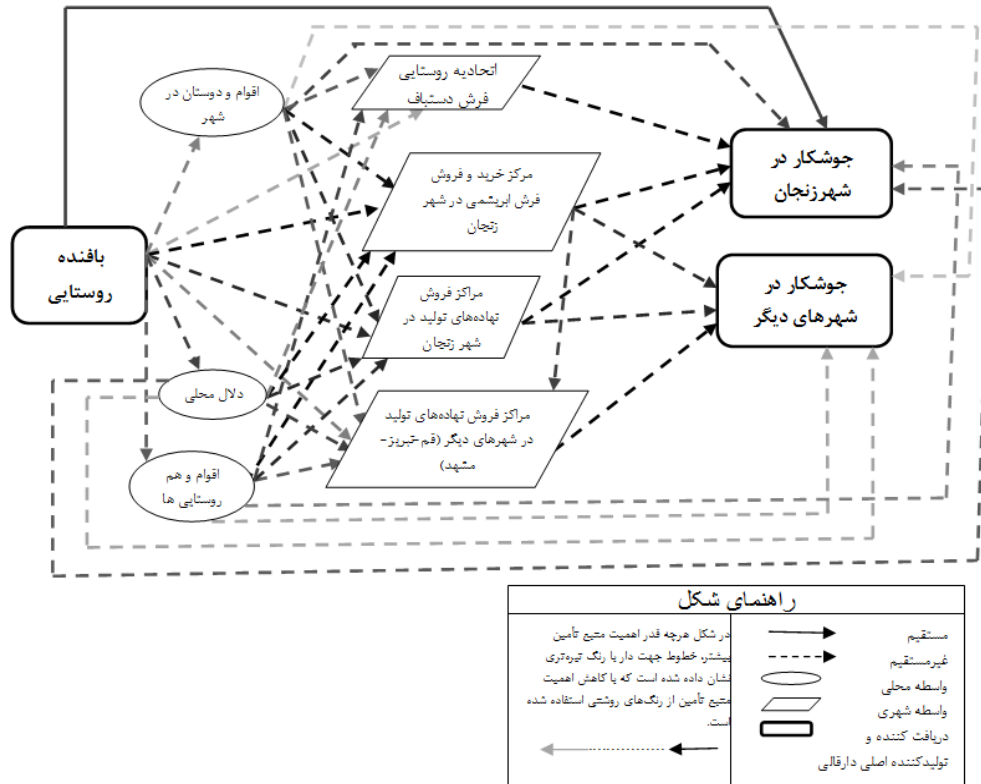 اقوام و دوستان در
شهر
اتحادیه روستایی
فرش دستباف
جوشکار در
شهرزنجان
مرکز خرید و فروش
فرش ابریشمی در شهر
زنجان
بافنده
روستایی
جوشکار در
شهرهای دیگر
مراکز فروش
نهاده‌های تولید در
شهر زنجان
دلال محلی
مراکز فروش نهاده‌های تولید
در شهرهای دیگر (قم-تبریز-
مشهد)
اقوام و هم
روستایی ها
راهنمای شکل
مستقیم
غیرمستقیم
واسطه محلی
واسطه شهری
دریافت کننده و
تولیدکننده اصلی دارقالی
در شکل هرچه قدر اهمیت منبع تأمین
بیشتر، خطوط جهت دار با رنگ تیره‌تری
نشان داده شده است که با کاهش اهمیت
منبع تأمین از رنگ‌های روشنی استفاده شده
است.